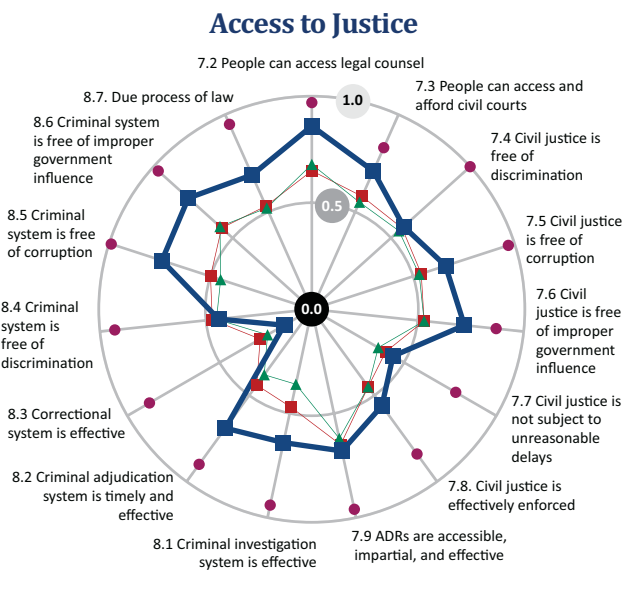 Access to Justice
7.2 People can access legal counsel
7.3 People can access and
afford civil courts
7.4 Civil justice is
free of
discrimination
7.5 Civil justice
is free of
corruption
7.6 Civil
justice is free
of improper
government
influence
7.7 Civil justice is
not subject to
unreasonable
delays
7.8. Civil justice is
effectively enforced
7.9 ADRs are accessible,
impartial, and effective
8.1 Criminal investigation
system is effective
8.2 Criminal adjudication
system is timely and
effective
8.3 Correctional
system is effective
8.4 Criminal
system is
free of
discrimination
8.5 Criminal
system is free
of corruption
8.6 Criminal system
is free of improper
government
influence
8.7. Due process of law
1.0
0.5
0.0